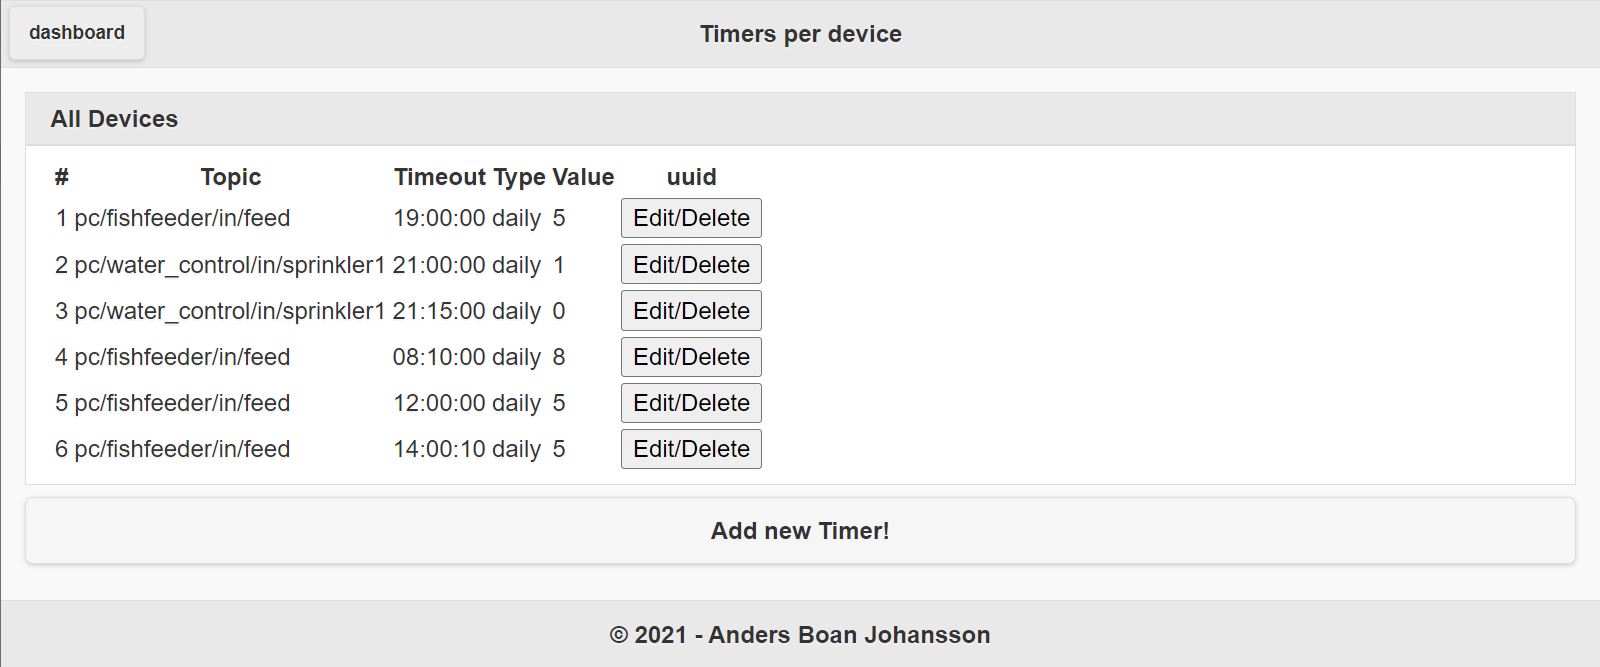 dashboard
Timers per device
All Devices
# Topic Timeout Type Value uuid
1 pc/fishfeeder/in/feed 19:00:00 daily 5 Edit/Delete
2 pc/water_control/in/sprinkler1 21:00:00 daily 1 Edit/Delete
3 pc/water_control/in/sprinkler1 21:15:00 daily 0 Edit/Delete
4 pc/fishfeeder/in/feed 08:10:00 daily 8 Edit/Delete
5 pc/fishfeeder/in/feed 12:00:00 daily 5 Edit/Delete
6 pc/fishfeeder/in/feed 14:00:10 daily 5 Edit/Delete
Add new Timer!
© 2021 - Anders Boan Johansson